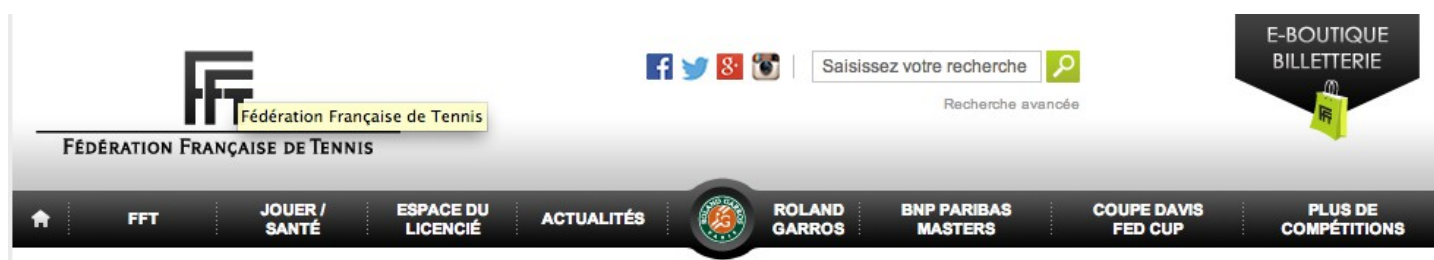 E-BOUTIQUE
BILLETTERIE
Saisissez votre recherche
Recherche avancée
FFT
Fédération Française de Tennis
FÉDÉRATION FRANÇAISE DE TENNIS
FFT
JOUER /
SANTÉ
ESPACE DU
LICENCIÉ
ACTUALITÉS
ROLAND GARROS
PARIS
ROLAND
GARROS
BNP PARIBAS
MASTERS
COUPE DAVIS
FED CUP
PLUS DE
COMPÉTITIONS